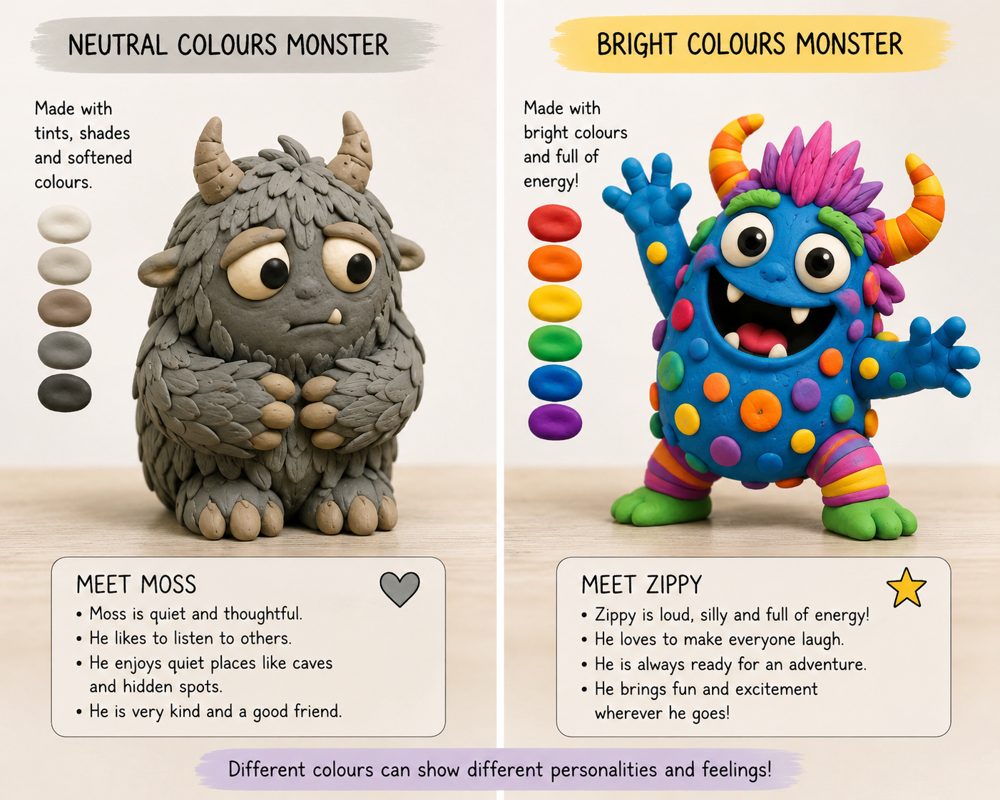 NEUTRAL COLOURS MONSTER
Made with
tints, shades
and softened
colours.
MEET MOSS
• Moss is quiet and thoughtful.
• He likes to listen to others.
• He enjoys quiet places like caves
and hidden spots.
• He is very kind and a good friend.
BRIGHT COLOURS MONSTER
Made with
bright colours
and full of
energy!
MEET ZIPPY
• Zippy is loud, silly and full of energy!
• He loves to make everyone laugh.
• He is always ready for an adventure.
• He brings fun and excitement
wherever he goes!
Different colours can show different personalities and feelings!